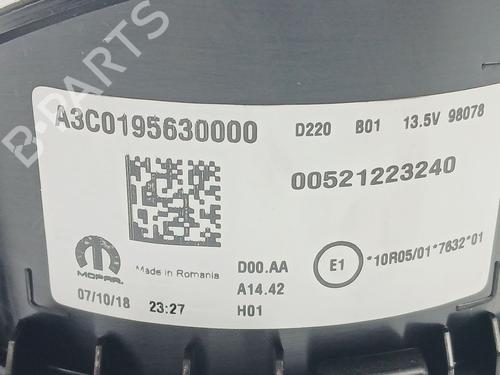 B-PARTS
A3C0195630000 D220 B01 13.5V 98078
00521223240
MOPAR
Made in Romania
D00.AA
A14.42
H01
E1
*10R05/01*7632*01
07/10/18 23:27